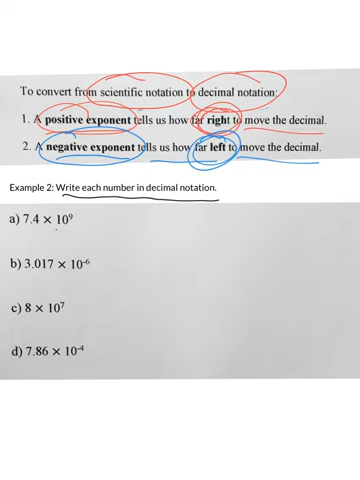 To convert from scientific notation to decimal notation:
1. A positive exponent tells us how far right to move the decimal.
2. A negative exponent tells us how far left to move the decimal.
Example 2: Write each number in decimal notation.
a) 7.4 × 10⁹
b) 3.017 × 10⁻⁶
c) 8 × 10⁷
d) 7.86 × 10⁻⁴